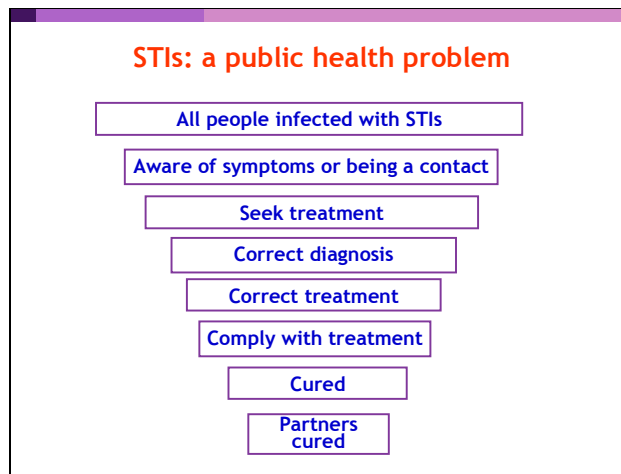 STIs: a public health problem
All people infected with STIs
Aware of symptoms or being a contact
Seek treatment
Correct diagnosis
Correct treatment
Comply with treatment
Cured
Partners
cured